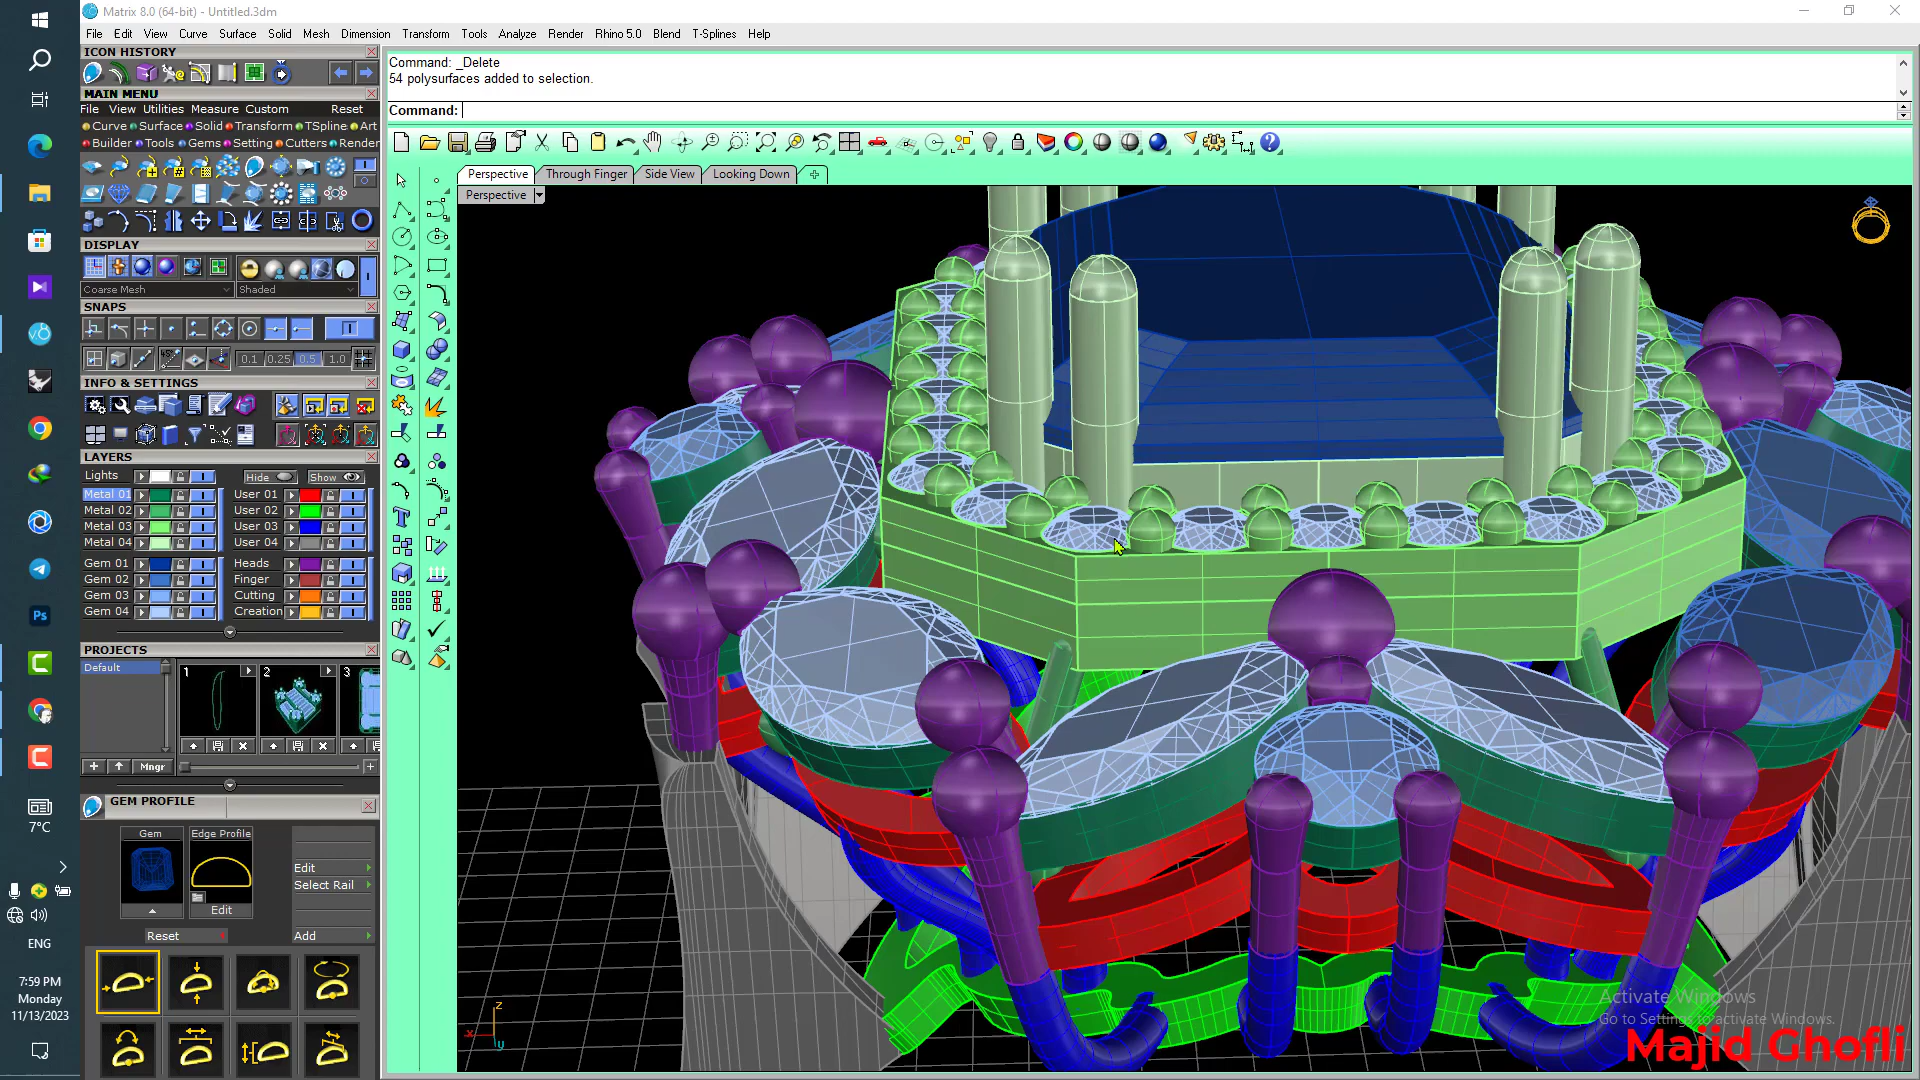 Matrix 8.0 (64-bit) - Untitled.3dm
File Edit View Curve Surface Solid Mesh Dimension Transform Tools Analyze Render Rhino 5.0 Blend T-Splines Help
ICON HISTORY
Command: _Delete
54 polysurfaces added to selection.
Command:
MAIN MENU
File View Utilities Measure Custom Reset
Curve Surface Solid Transform TSpline Art
Builder Tools Gems Setting Cutters Render
Perspective Through Finger Side View Looking Down
Perspective
DISPLAY
Coarse Mesh Shaded
SNAPS
0.1 0.25 0.5 1.0
INFO & SETTINGS
LAYERS
Lights Hide Show
Metal 01 User 01
Metal 02 User 02
Metal 03 User 03
Metal 04 User 04
Gem 01 Heads
Gem 02 Finger
Gem 03 Cutting
Gem 04 Creation
PROJECTS
Default 1 2 3
Mngr
GEM PROFILE
Gem Edge Profile
Edit
Select Rail
Edit
Reset Add
7°C
ENG
7:59 PM
Monday
11/13/2023
z
x
y
Activate Windows
Go to Settings to activate Windows.
Majid Ghofli